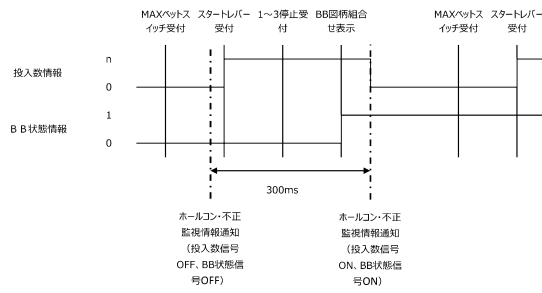 MAXベットス
イッチ受付
スタートレバー
受付
1～3停止受
付
BB図柄組合
せ表示
MAXベットス
イッチ受付
スタートレバー
受付
投入数情報
n
0
BB状態情報
1
0
300ms
ホールコン・不正
監視情報通知
（投入数信号
OFF、BB状態信
号OFF）
ホールコン・不正
監視情報通知
（投入数信号
ON、BB状態信
号ON）